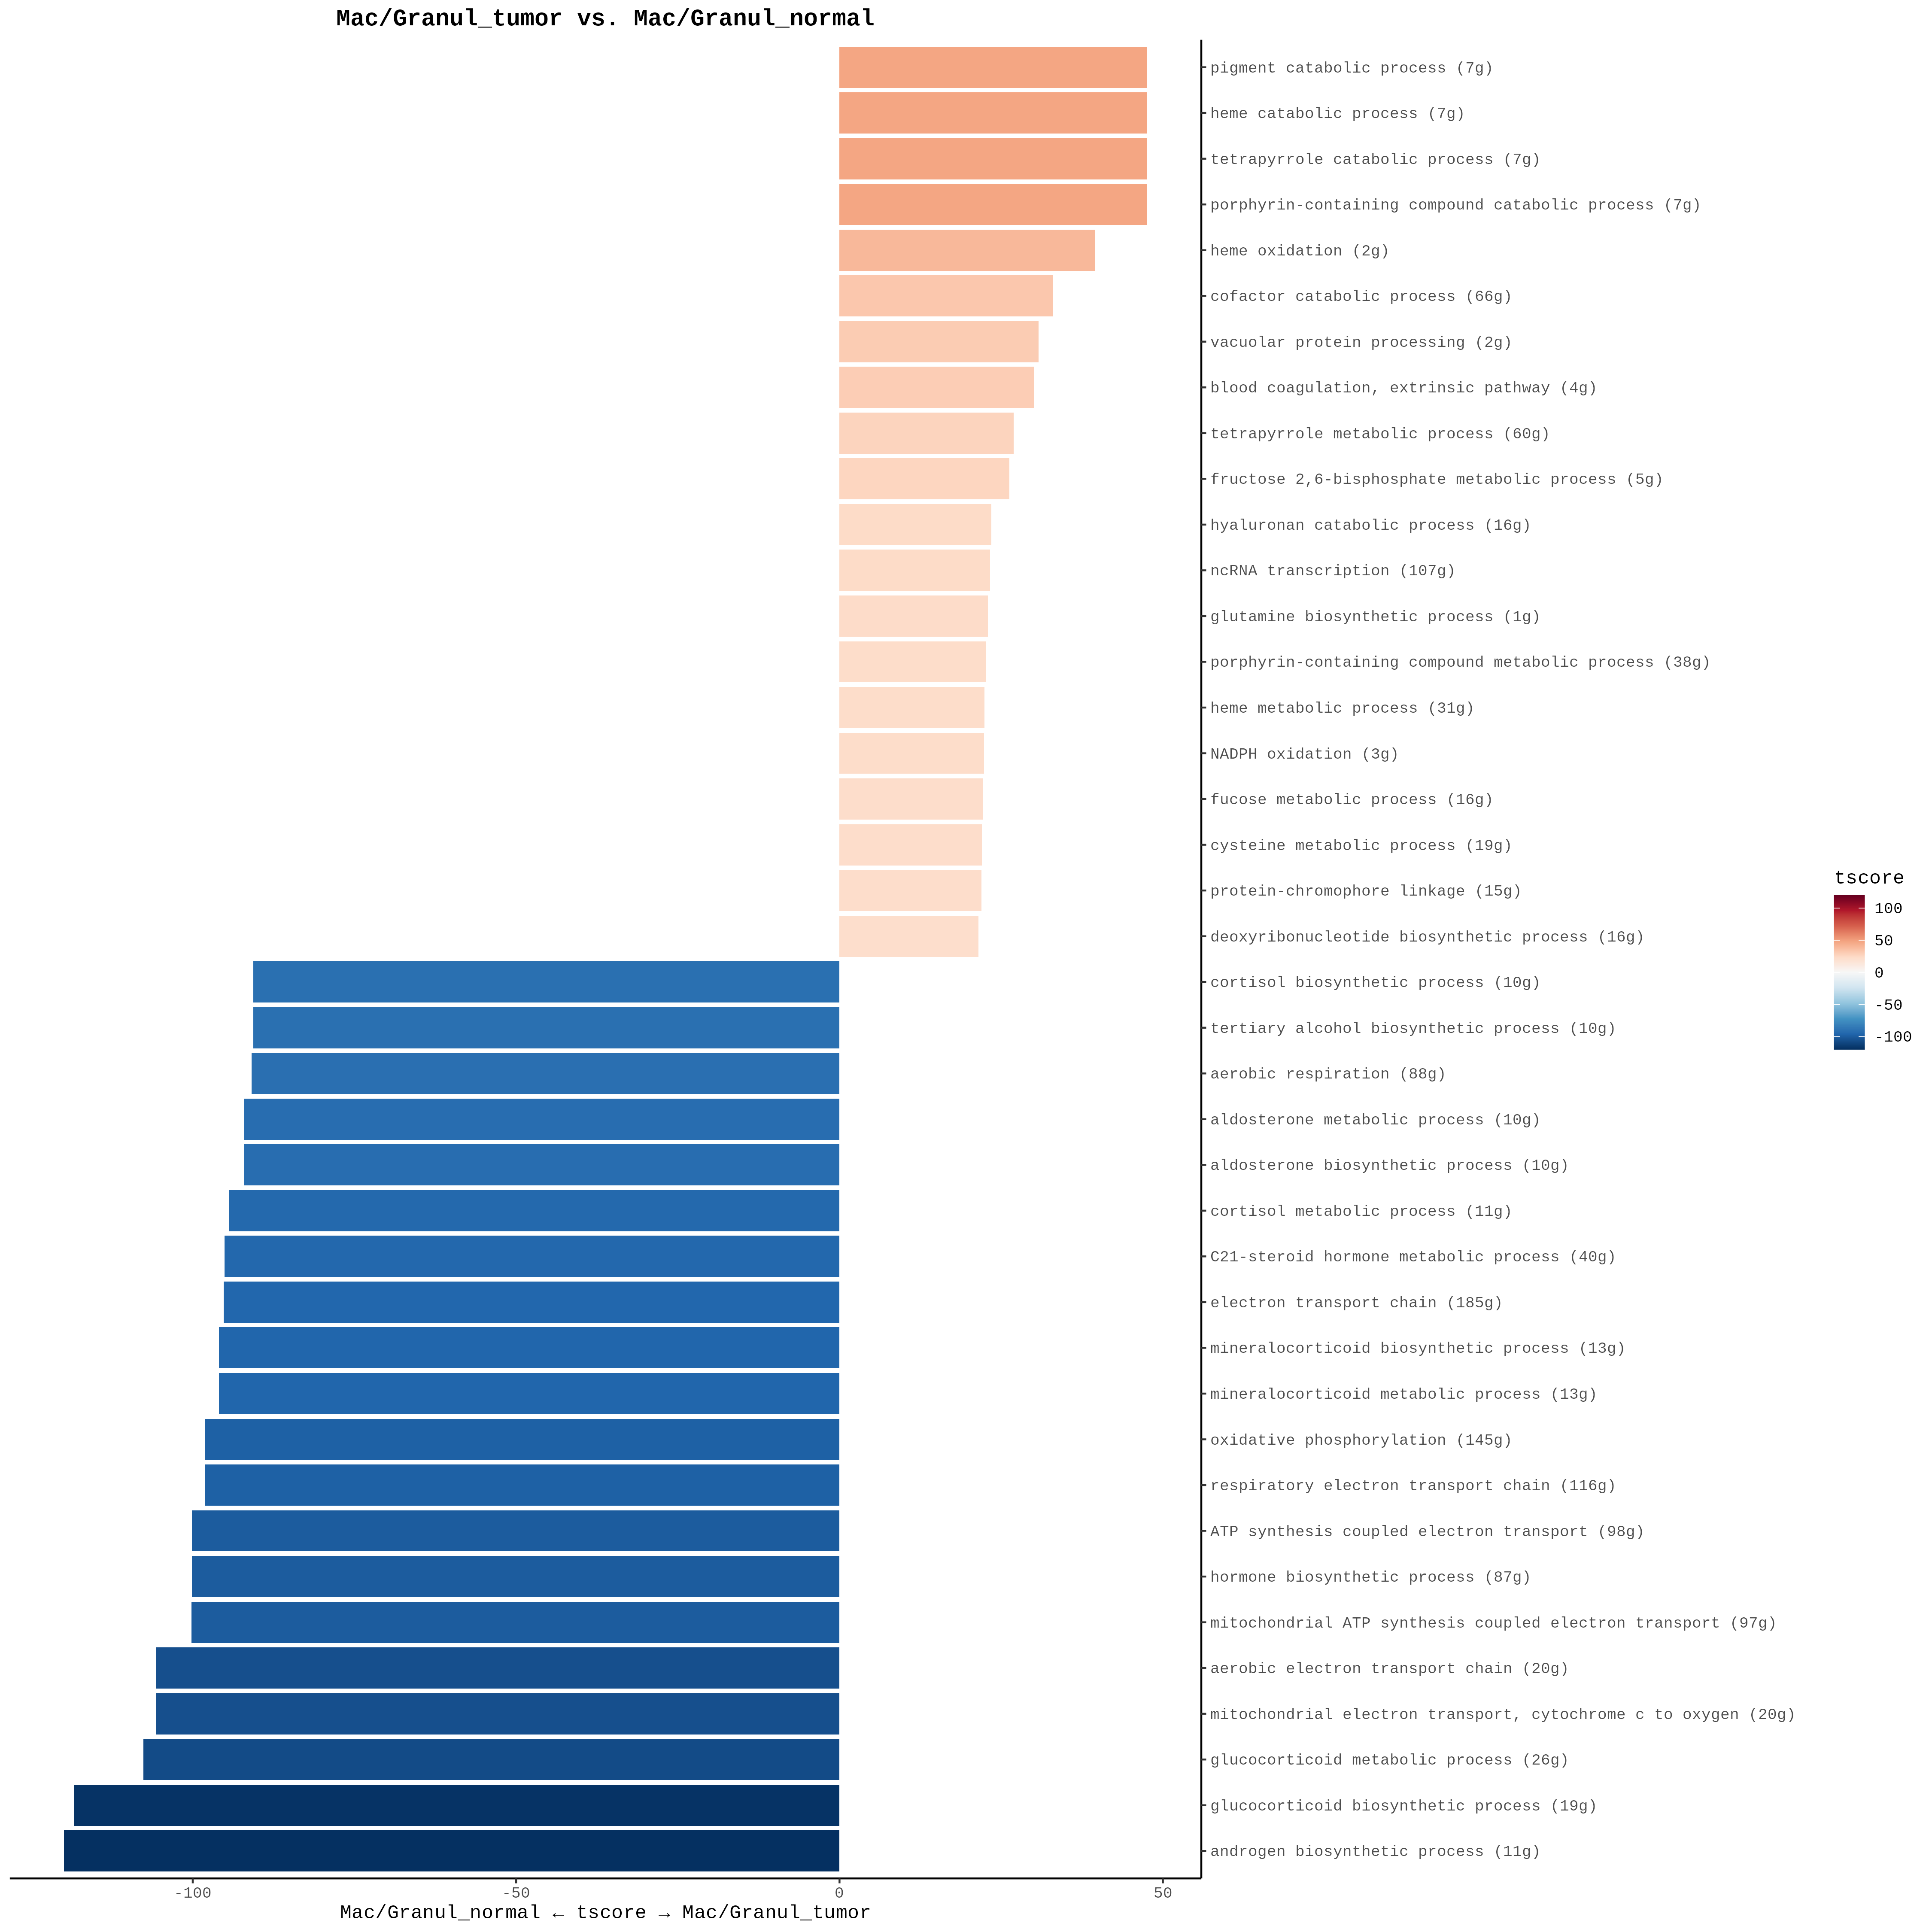 Mac/Granul_tumor vs. Mac/Granul_normal
pigment catabolic process (7g)
heme catabolic process (7g)
tetrapyrrole catabolic process (7g)
porphyrin-containing compound catabolic process (7g)
heme oxidation (2g)
cofactor catabolic process (66g)
vacuolar protein processing (2g)
blood coagulation, extrinsic pathway (4g)
tetrapyrrole metabolic process (60g)
fructose 2,6-bisphosphate metabolic process (5g)
hyaluronan catabolic process (16g)
ncRNA transcription (107g)
glutamine biosynthetic process (1g)
porphyrin-containing compound metabolic process (38g)
heme metabolic process (31g)
NADPH oxidation (3g)
fucose metabolic process (16g)
cysteine metabolic process (19g)
protein-chromophore linkage (15g)
deoxyribonucleotide biosynthetic process (16g)
cortisol biosynthetic process (10g)
tertiary alcohol biosynthetic process (10g)
aerobic respiration (88g)
aldosterone metabolic process (10g)
aldosterone biosynthetic process (10g)
cortisol metabolic process (11g)
C21-steroid hormone metabolic process (40g)
electron transport chain (185g)
mineralocorticoid biosynthetic process (13g)
mineralocorticoid metabolic process (13g)
oxidative phosphorylation (145g)
respiratory electron transport chain (116g)
ATP synthesis coupled electron transport (98g)
hormone biosynthetic process (87g)
mitochondrial ATP synthesis coupled electron transport (97g)
aerobic electron transport chain (20g)
mitochondrial electron transport, cytochrome c to oxygen (20g)
glucocorticoid metabolic process (26g)
glucocorticoid biosynthetic process (19g)
androgen biosynthetic process (11g)
-100 -50 0 50
Mac/Granul_normal ← tscore → Mac/Granul_tumor
tscore
100
50
0
-50
-100